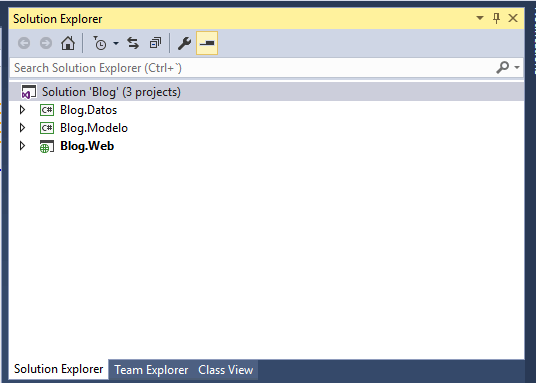 Solution Explorer
Search Solution Explorer (Ctrl+`)
Solution 'Blog' (3 projects)
C# Blog.Datos
C# Blog.Modelo
Blog.Web
Solution Explorer Team Explorer Class View